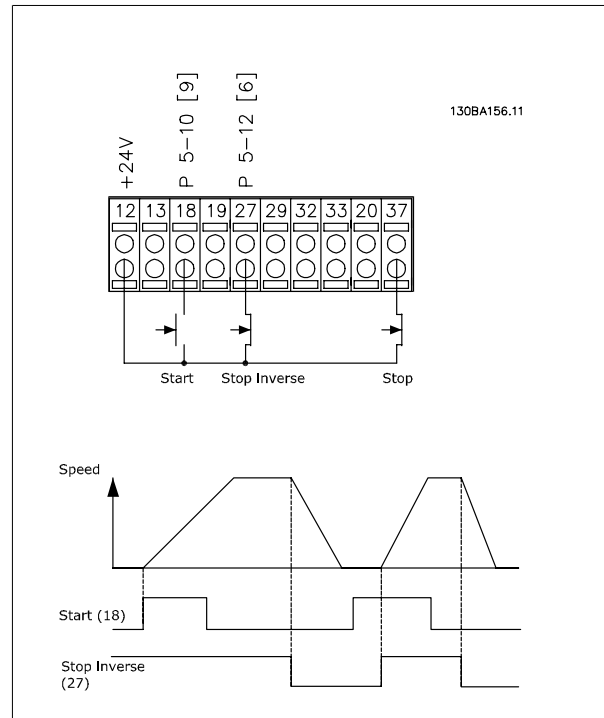 +24V
P 5-10 [9]
P 5-12 [6]
130BA156.11
12 13 18 19 27 29 32 33 20 37
Start Stop Inverse Stop
Speed
Start (18)
Stop Inverse
(27)